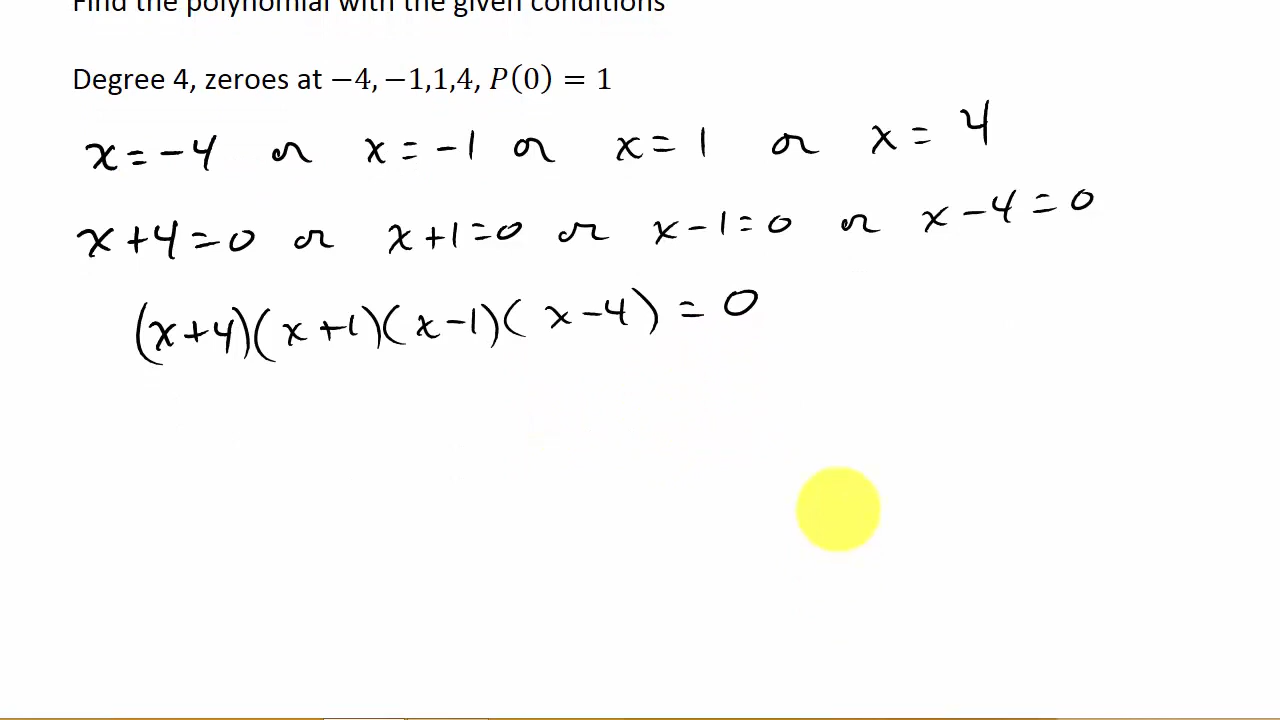 Find the polynomial with the given conditions
Degree 4, zeroes at −4, −1,1,4, P(0) = 1
x = −4 or x = −1 or x = 1 or x = 4
x+4=0 or x+1=0 or x−1=0 or x−4=0
(x+4)(x+1)(x−1)(x−4) = 0